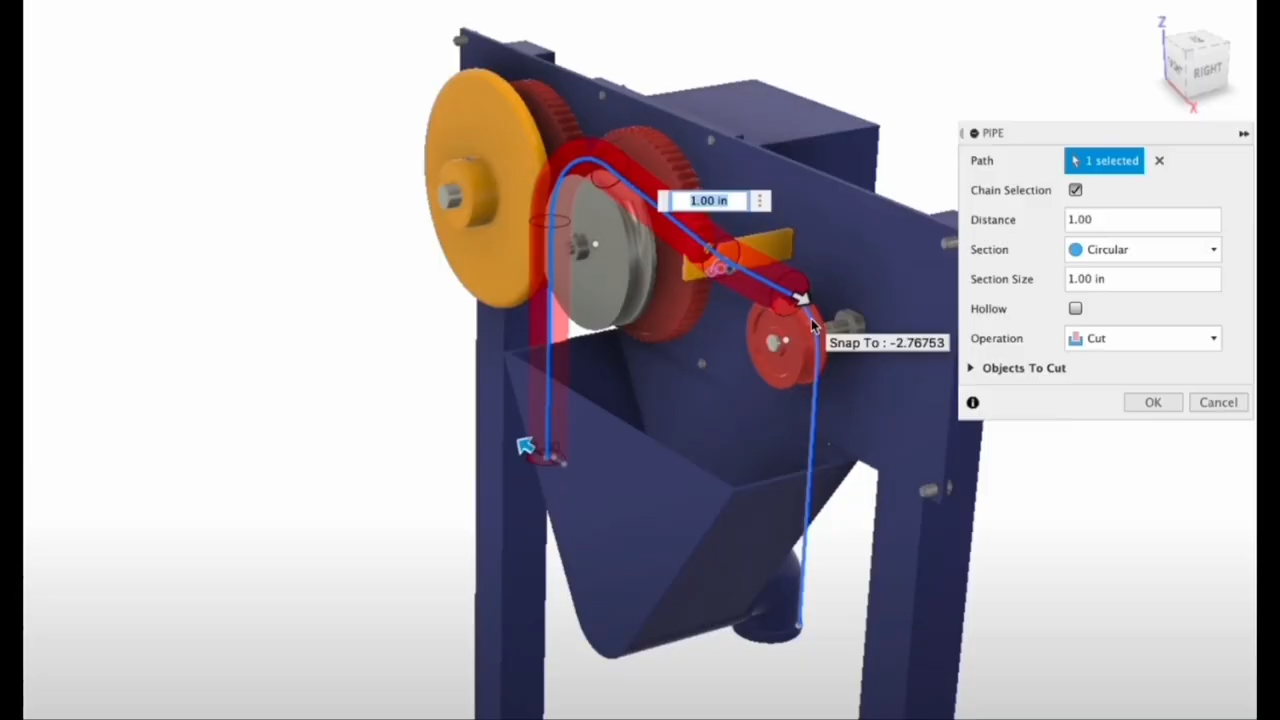 Z
RIGHT
X
PIPE
Path 1 selected
Chain Selection
Distance 1.00
Section Circular
Section Size 1.00 in
Hollow
Operation Cut
Objects To Cut
OK Cancel
1.00 in
Snap To : -2.76753